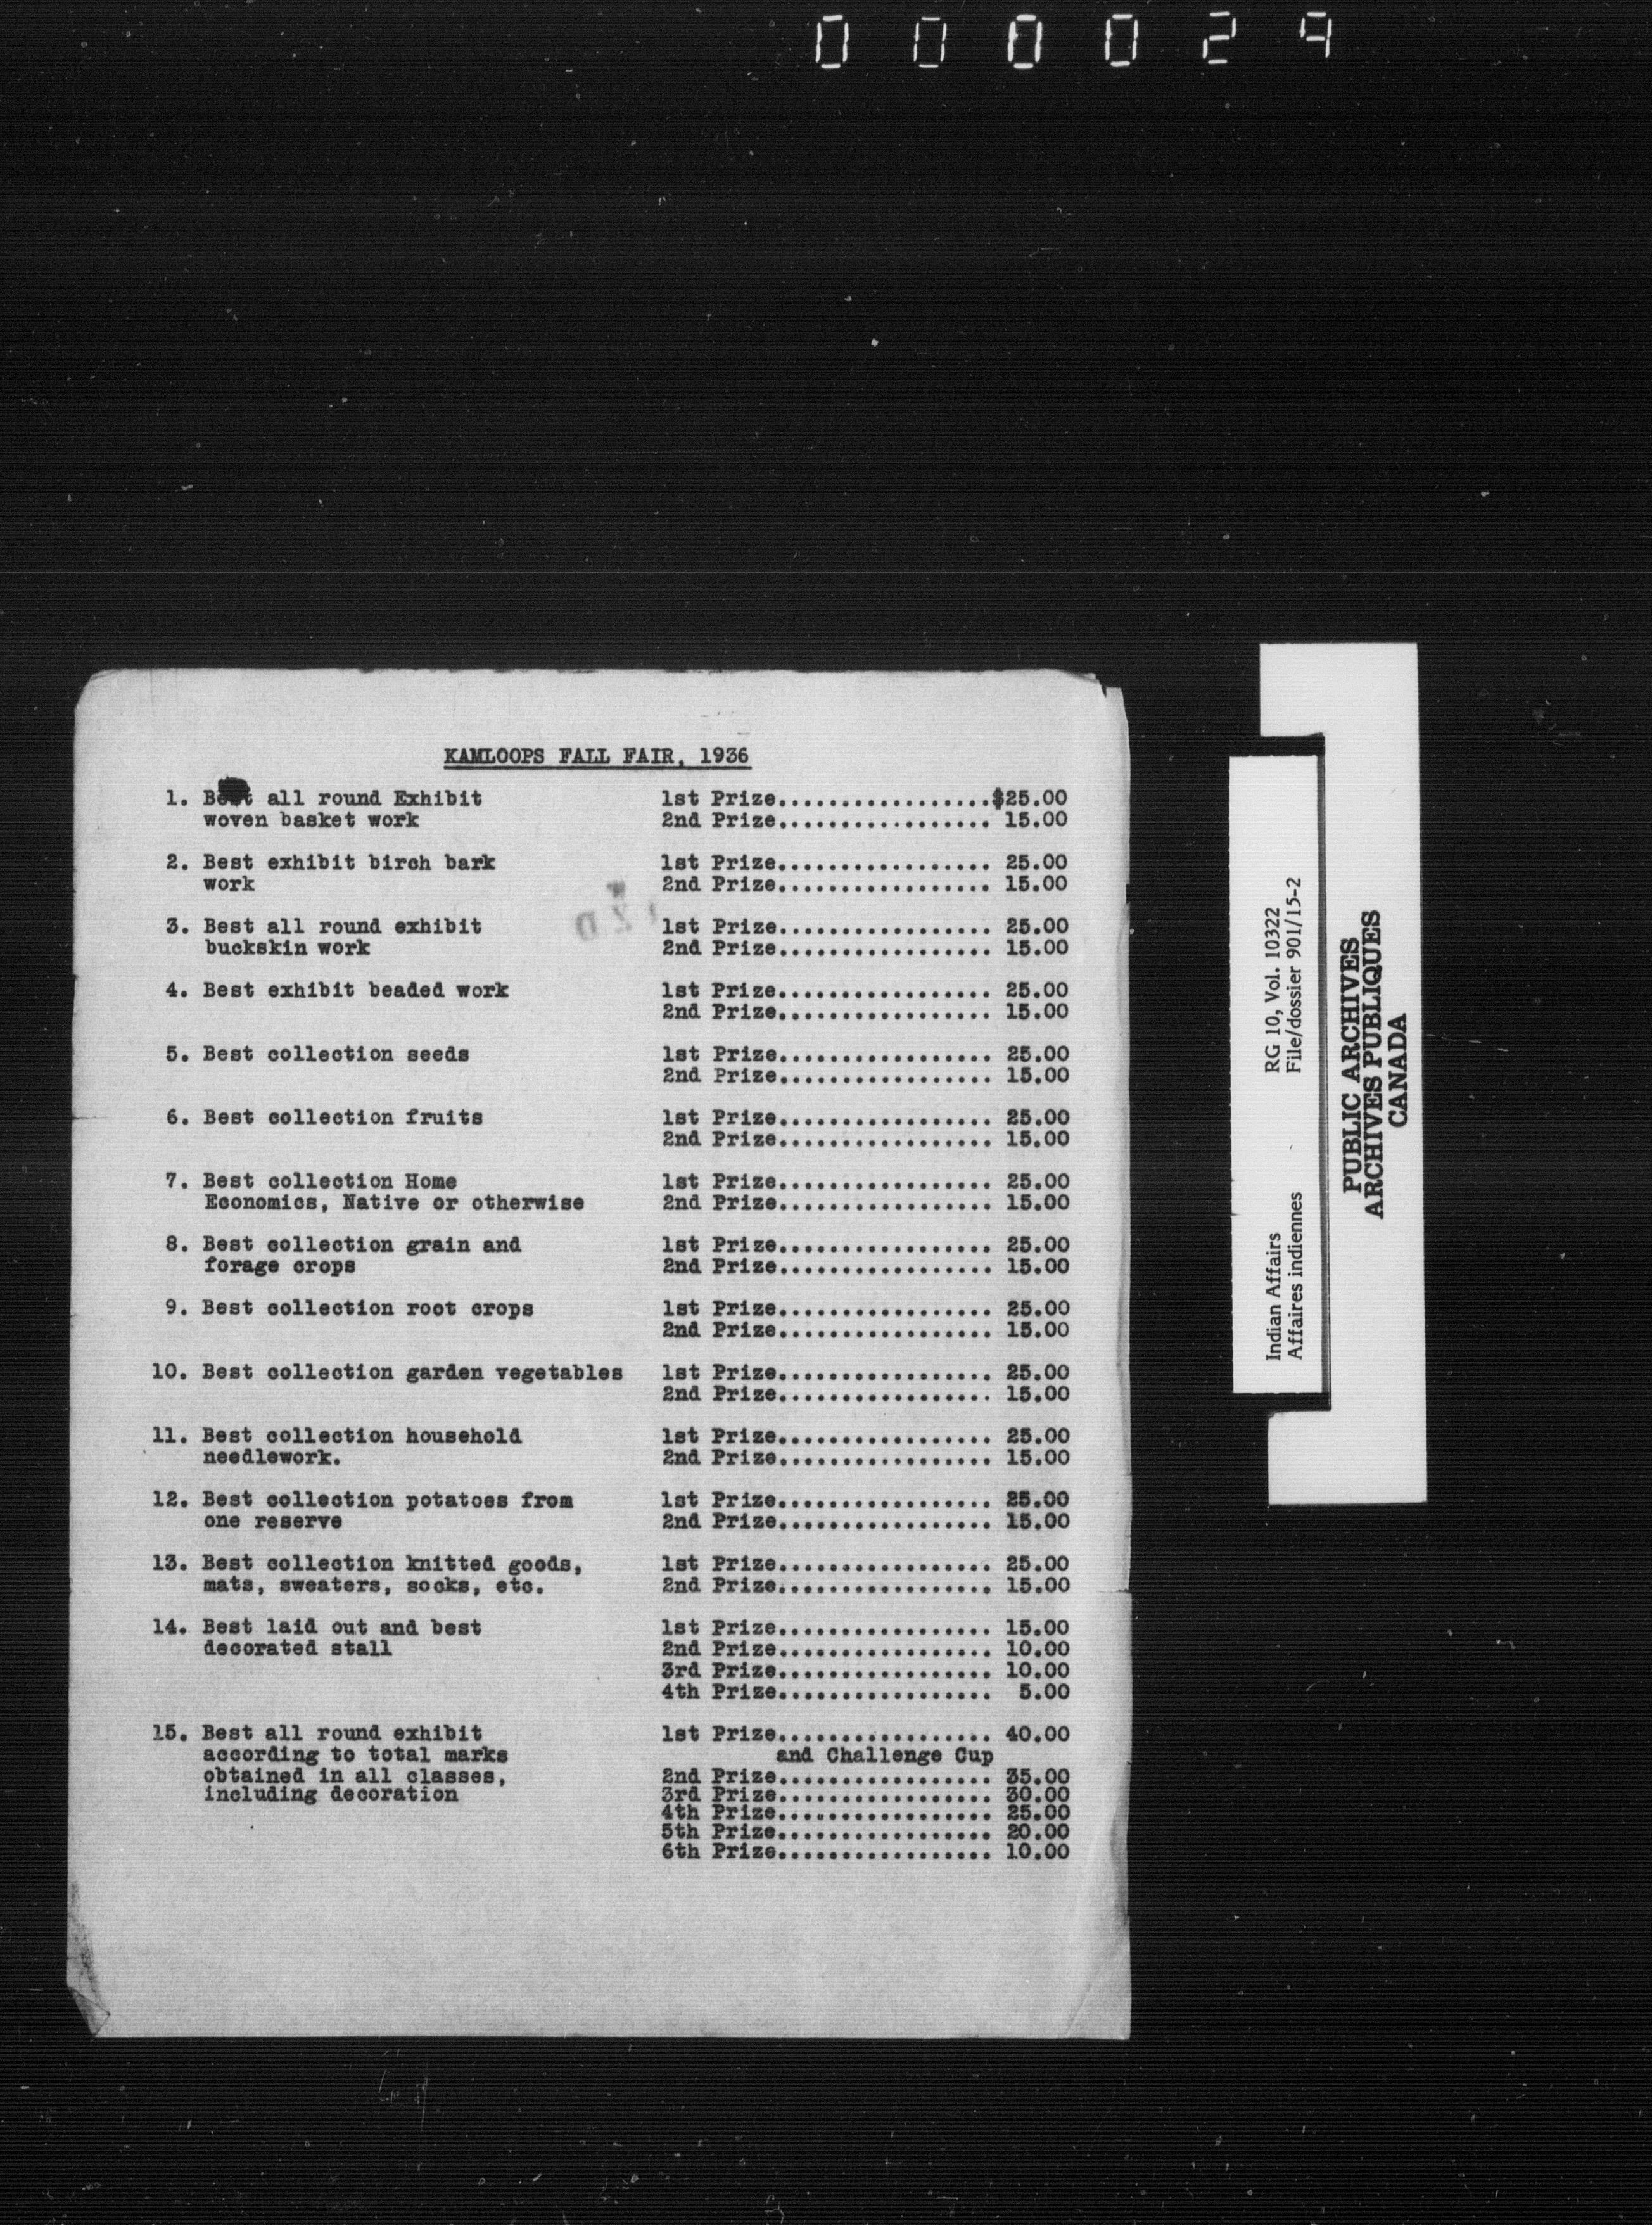 000029
KAMLOOPS FALL FAIR, 1936
1. Best all round Exhibit 1st Prize.................$25.00
woven basket work 2nd Prize................. 15.00
2. Best exhibit birch bark 1st Prize................. 25.00
work 2nd Prize................. 15.00
3. Best all round exhibit 1st Prize................. 25.00
buckskin work 2nd Prize................. 15.00
4. Best exhibit beaded work 1st Prize................. 25.00
2nd Prize................. 15.00
5. Best collection seeds 1st Prize................. 25.00
2nd Prize................. 15.00
6. Best collection fruits 1st Prize................. 25.00
2nd Prize................. 15.00
7. Best collection Home 1st Prize................. 25.00
Economics, Native or otherwise 2nd Prize................. 15.00
8. Best collection grain and 1st Prize................. 25.00
forage crops 2nd Prize................. 15.00
9. Best collection root crops 1st Prize................. 25.00
2nd Prize................. 15.00
10. Best collection garden vegetables 1st Prize................. 25.00
2nd Prize................. 15.00
11. Best collection household 1st Prize................. 25.00
needlework. 2nd Prize................. 15.00
12. Best collection potatoes from 1st Prize................. 25.00
one reserve 2nd Prize................. 15.00
13. Best collection knitted goods, 1st Prize................. 25.00
mats, sweaters, socks, etc. 2nd Prize................. 15.00
14. Best laid out and best 1st Prize................. 15.00
decorated stall 2nd Prize................. 10.00
3rd Prize................. 10.00
4th Prize................. 5.00
15. Best all round exhibit 1st Prize................. 40.00
according to total marks and Challenge Cup
obtained in all classes, 2nd Prize................. 35.00
including decoration 3rd Prize................. 30.00
4th Prize................. 25.00
5th Prize................. 20.00
6th Prize................. 10.00
Indian Affairs RG 10, Vol. 10322
Affaires indiennes File/dossier 901/15-2
PUBLIC ARCHIVES
ARCHIVES PUBLIQUES
CANADA